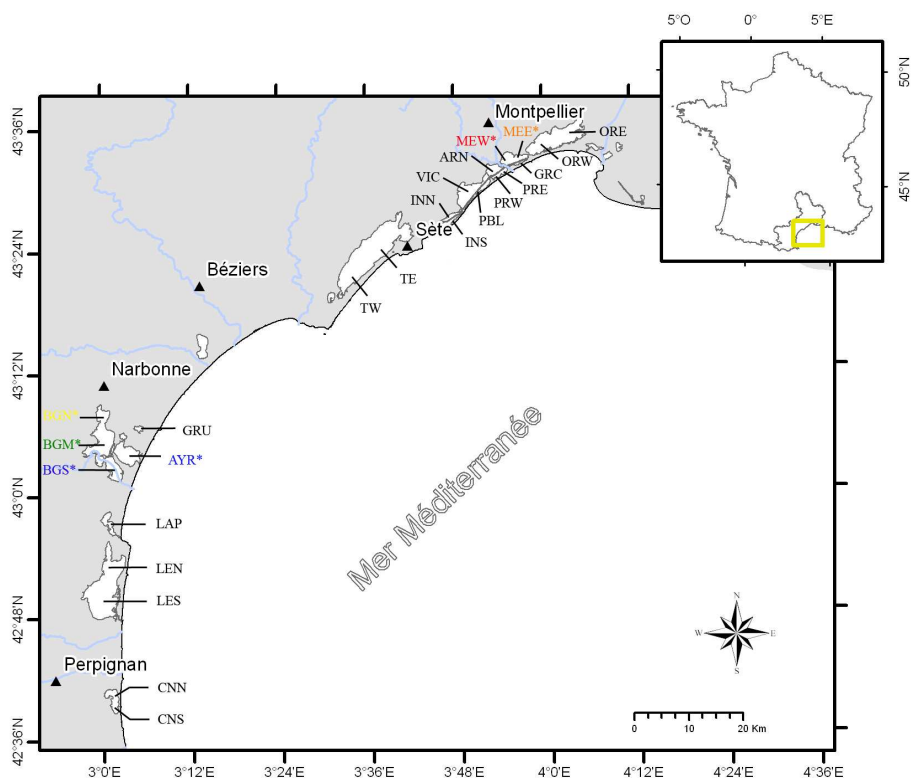 5°O 0° 5°E
50°N
45°N
0° 5°E
43°36'N
43°24'N
43°12'N
43°0'N
42°48'N
42°36'N
Montpellier
MEW* MEE* ORE
ARN ORW
VIC GRC
PRE
INN PRW
PBL
Sète INS
TE
TW
Béziers
Narbonne
BGN*
GRU
BGM*
AYR*
BGS*
LAP
LEN
LES
Perpignan
CNN
CNS
Mer Méditerranée
N
W E
S
0 5 10 20 Km
3°0'E 3°12'E 3°24'E 3°36'E 3°48'E 4°0'E 4°12'E 4°24'E 4°36'E